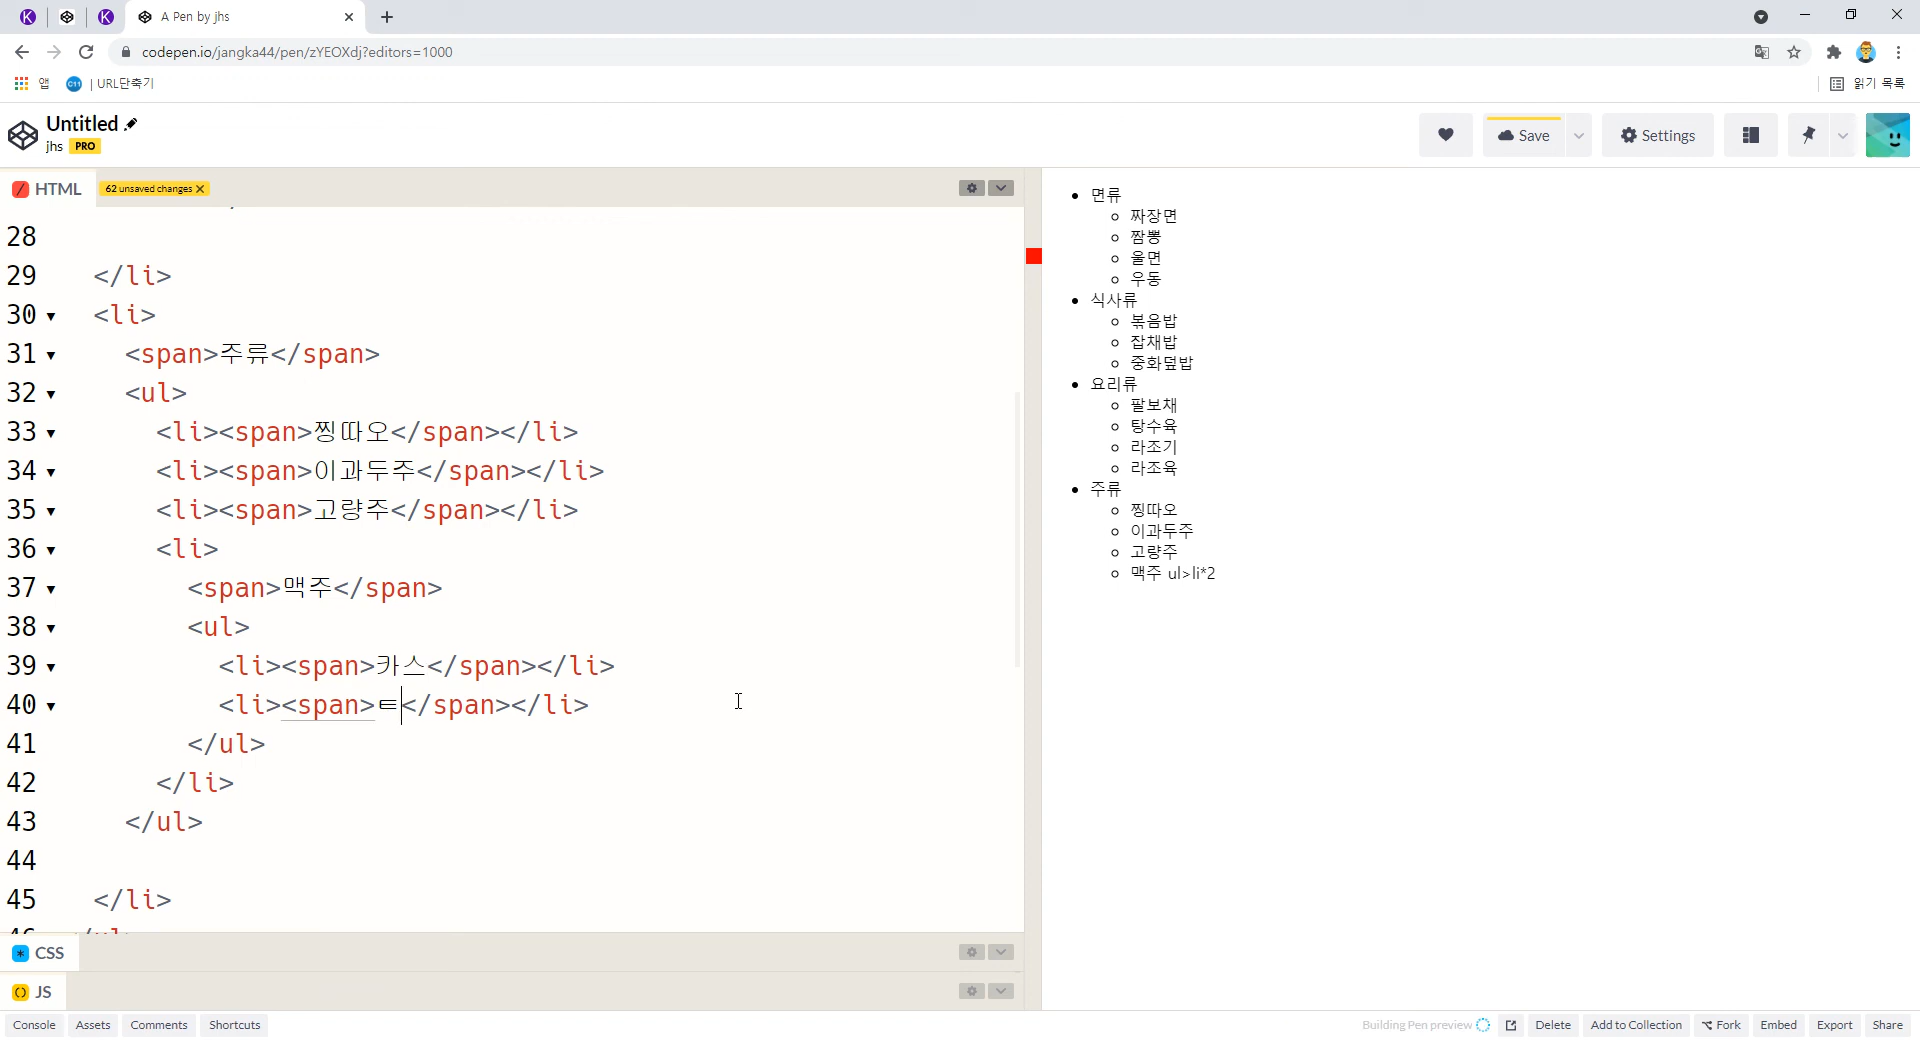 A Pen by jhs
codepen.io/jangka44/pen/zYEOXdj?editors=1000
앱
| URL단축기
읽기 목록
Untitled
jhs PRO
Save
Settings
HTML
62 unsaved changes
28
29 </li>
30 <li>
31 <span>주류</span>
32 <ul>
33 <li><span>찡따오</span></li>
34 <li><span>이과두주</span></li>
35 <li><span>고량주</span></li>
36 <li>
37 <span>맥주</span>
38 <ul>
39 <li><span>카스</span></li>
40 <li><span>트</span></li>
41 </ul>
42 </li>
43 </ul>
44
45 </li>
면류
짜장면
짬뽕
울면
우동
식사류
볶음밥
잡채밥
중화덮밥
요리류
팔보채
탕수육
라조기
라조육
주류
찡따오
이과두주
고량주
맥주 ul>li*2
CSS
JS
Console Assets Comments Shortcuts
Building Pen preview Delete Add to Collection Fork Embed Export Share